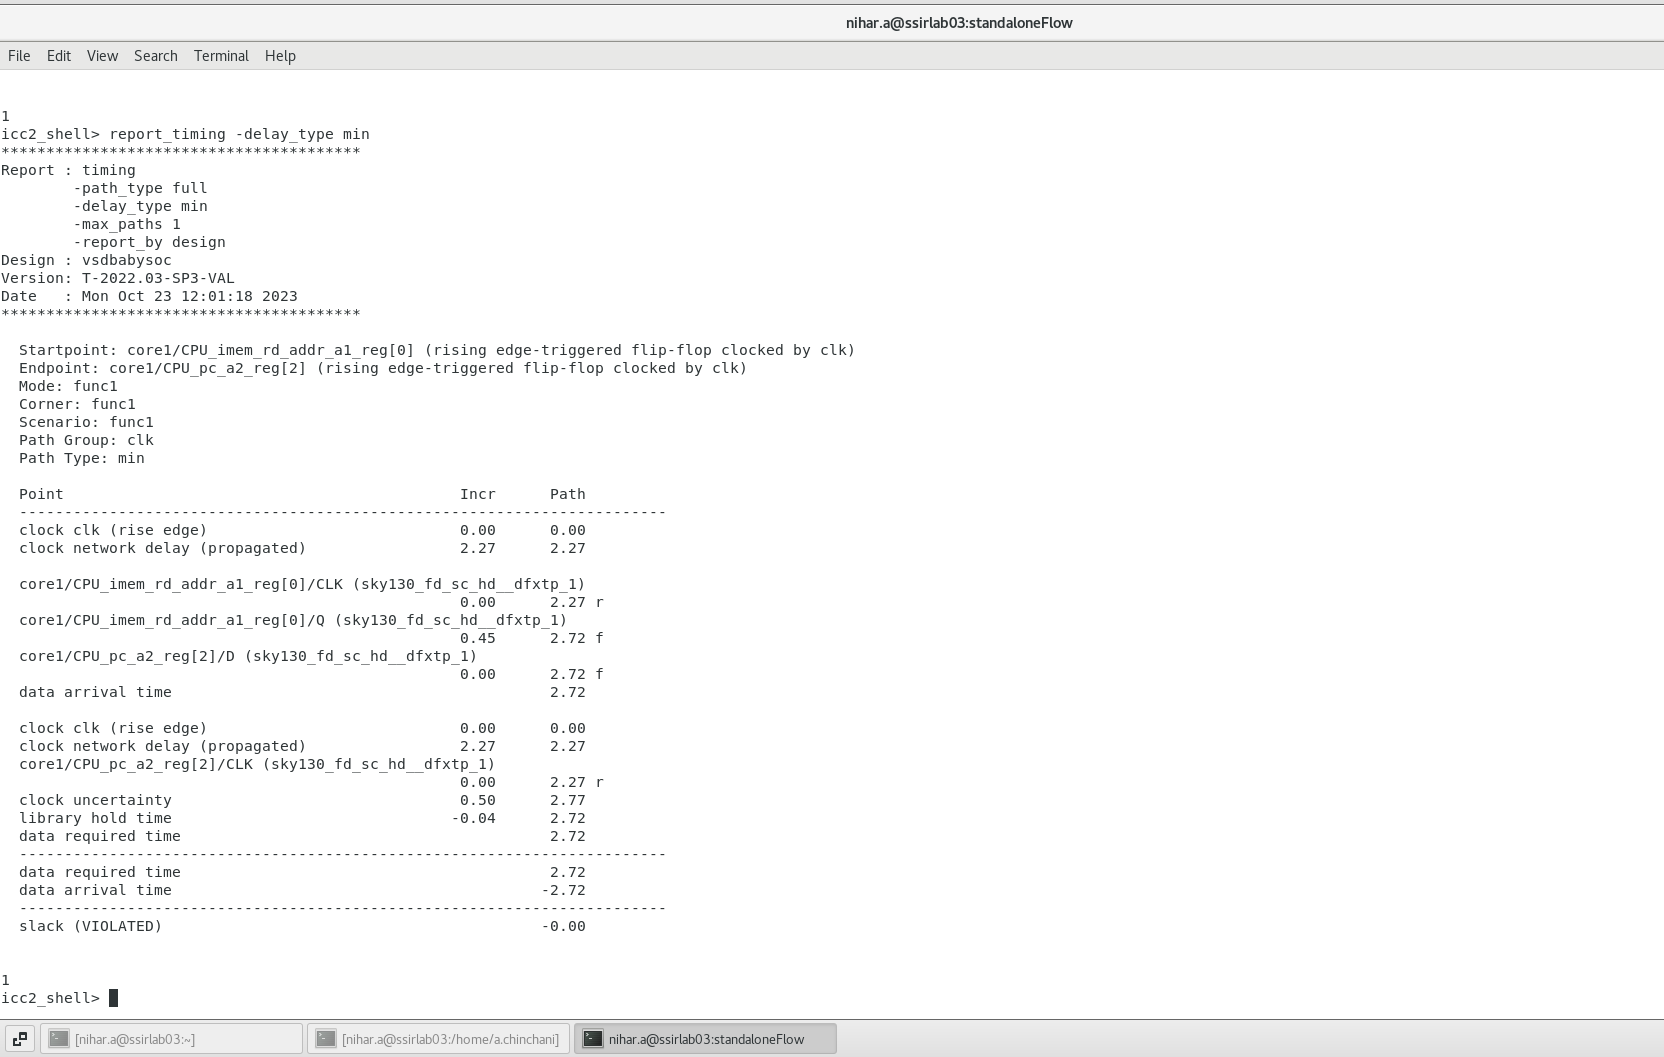 nihar.a@ssirlab03:standaloneFlow
File Edit View Search Terminal Help
1
icc2_shell> report_timing -delay_type min
****************************************
Report : timing
        -path_type full
        -delay_type min
        -max_paths 1
        -report_by design
Design : vsdbabysoc
Version: T-2022.03-SP3-VAL
Date   : Mon Oct 23 12:01:18 2023
****************************************
  Startpoint: core1/CPU_imem_rd_addr_a1_reg[0] (rising edge-triggered flip-flop clocked by clk)
  Endpoint: core1/CPU_pc_a2_reg[2] (rising edge-triggered flip-flop clocked by clk)
  Mode: func1
  Corner: func1
  Scenario: func1
  Path Group: clk
  Path Type: min
  Point                                            Incr      Path
  ------------------------------------------------------------------------
  clock clk (rise edge)                            0.00      0.00
  clock network delay (propagated)                 2.27      2.27
  core1/CPU_imem_rd_addr_a1_reg[0]/CLK (sky130_fd_sc_hd__dfxtp_1)
                                                   0.00      2.27 r
  core1/CPU_imem_rd_addr_a1_reg[0]/Q (sky130_fd_sc_hd__dfxtp_1)
                                                   0.45      2.72 f
  core1/CPU_pc_a2_reg[2]/D (sky130_fd_sc_hd__dfxtp_1)
                                                   0.00      2.72 f
  data arrival time                                          2.72
  clock clk (rise edge)                            0.00      0.00
  clock network delay (propagated)                 2.27      2.27
  core1/CPU_pc_a2_reg[2]/CLK (sky130_fd_sc_hd__dfxtp_1)
                                                   0.00      2.27 r
  clock uncertainty                                0.50      2.77
  library hold time                               -0.04      2.72
  data required time                                         2.72
  ------------------------------------------------------------------------
  data required time                                         2.72
  data arrival time                                         -2.72
  ------------------------------------------------------------------------
  slack (VIOLATED)                                          -0.00
1
icc2_shell>
[nihar.a@ssirlab03:~] [nihar.a@ssirlab03:/home/a.chinchani] nihar.a@ssirlab03:standaloneFlow